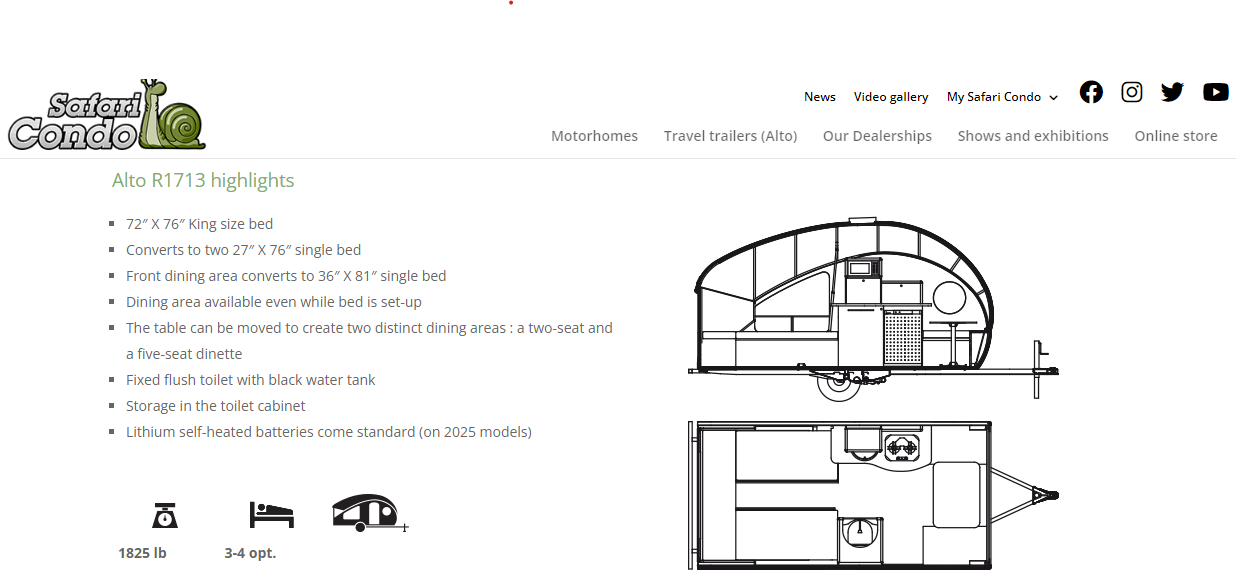 News Video gallery My Safari Condo
Safari
Condo
Motorhomes Travel trailers (Alto) Our Dealerships Shows and exhibitions Online store
Alto R1713 highlights
72″ X 76″ King size bed
Converts to two 27″ X 76″ single bed
Front dining area converts to 36″ X 81″ single bed
Dining area available even while bed is set-up
The table can be moved to create two distinct dining areas : a two-seat and
a five-seat dinette
Fixed flush toilet with black water tank
Storage in the toilet cabinet
Lithium self-heated batteries come standard (on 2025 models)
1825 lb 3-4 opt.